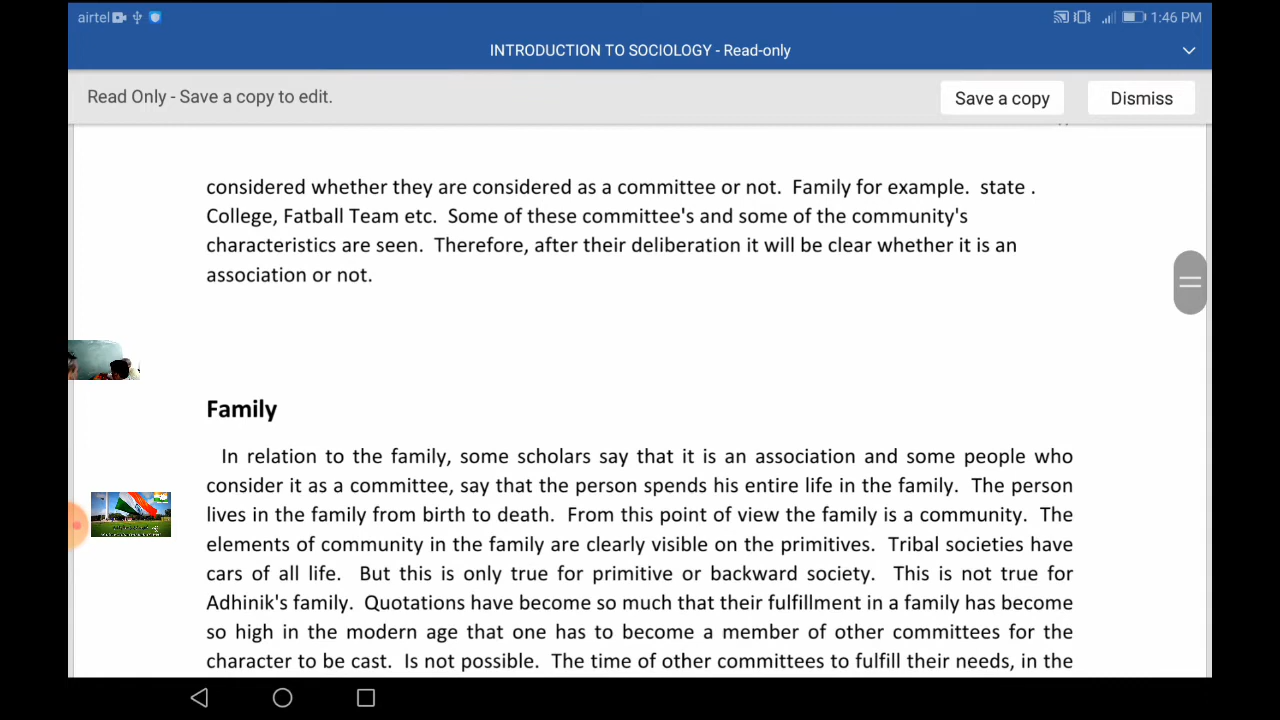 airtel
1:46 PM
INTRODUCTION TO SOCIOLOGY - Read-only
Read Only - Save a copy to edit.
Save a copy
Dismiss
considered whether they are considered as a committee or not. Family for example. state .
College, Fatball Team etc. Some of these committee's and some of the community's
characteristics are seen. Therefore, after their deliberation it will be clear whether it is an
association or not.
Family
In relation to the family, some scholars say that it is an association and some people who
consider it as a committee, say that the person spends his entire life in the family. The person
lives in the family from birth to death. From this point of view the family is a community. The
elements of community in the family are clearly visible on the primitives. Tribal societies have
cars of all life. But this is only true for primitive or backward society. This is not true for
Adhinik's family. Quotations have become so much that their fulfillment in a family has become
so high in the modern age that one has to become a member of other committees for the
character to be cast. Is not possible. The time of other committees to fulfill their needs, in the